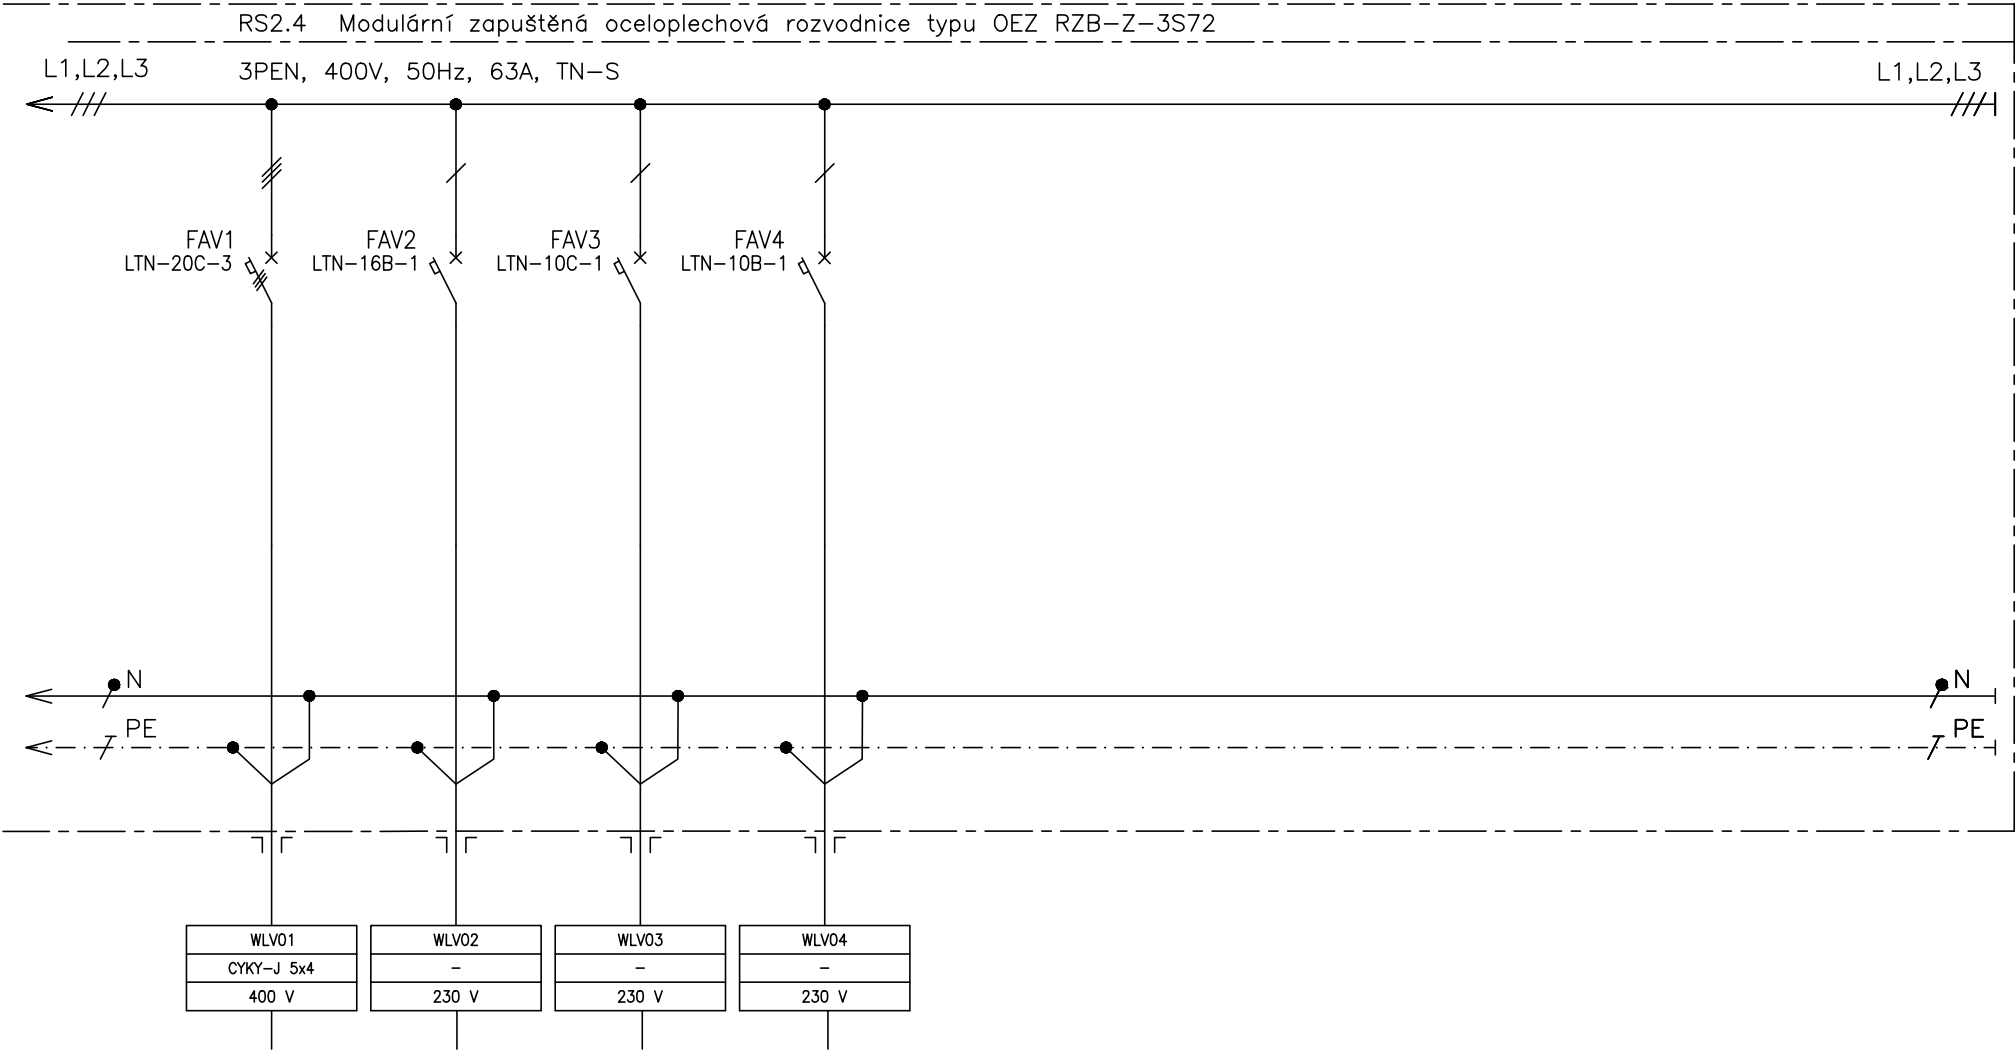 RS2.4 Modulární zapuštěná oceloplechová rozvodnice typu OEZ RZB-Z-3S72
L1,L2,L3 3PEN, 400V, 50Hz, 63A, TN-S L1,L2,L3
FAV1 FAV2 FAV3 FAV4
LTN-20C-3 LTN-16B-1 LTN-10C-1 LTN-10B-1
N N
PE PE
WLV01 WLV02 WLV03 WLV04
CYKY-J 5x4 - - -
400 V 230 V 230 V 230 V